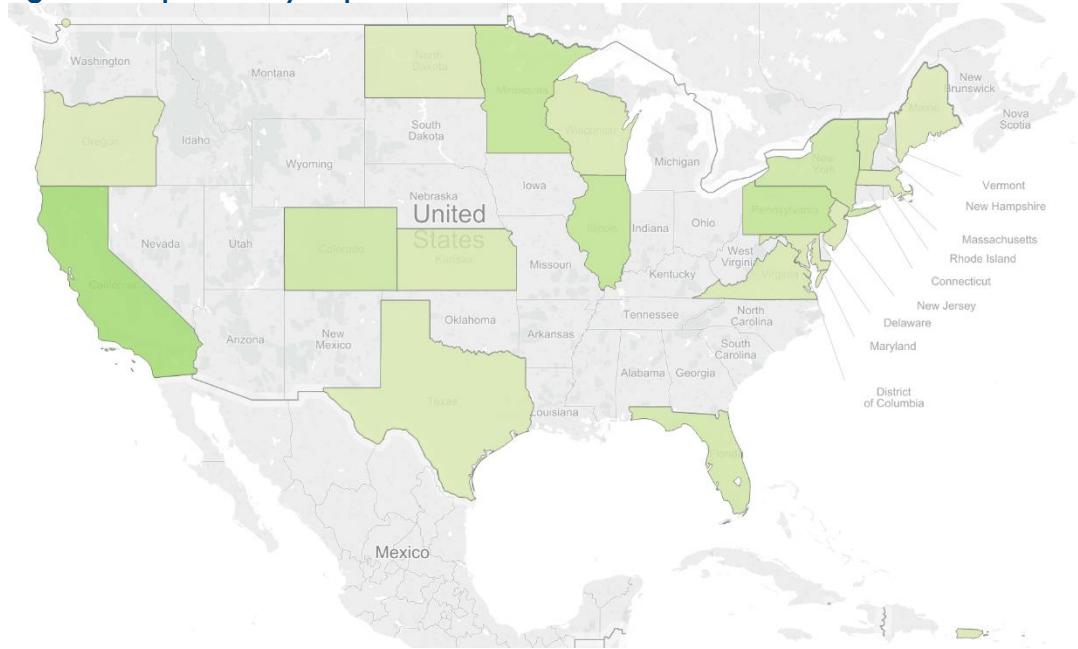 Washington
Montana
North
Dakota
Minnesota
New
Brunswick
Maine
Nova
Scotia
Oregon
Idaho
South
Dakota
Wisconsin
Michigan
New
York
Wyoming
Iowa
Vermont
Nebraska
New Hampshire
United
States
Pennsylvania
Nevada
Utah
Colorado
Kansas
Illinois
Indiana
Ohio
Massachusetts
Rhode Island
West
Virginia
Virginia
Missouri
Kentucky
Connecticut
California
New Jersey
Delaware
Maryland
Tennessee
North
Carolina
Oklahoma
Arkansas
Arizona
New
Mexico
South
Carolina
Alabama
Georgia
District
of Columbia
Texas
Louisiana
Florida
Mexico